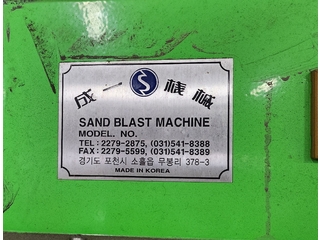 成一機械
SAND BLAST MACHINE
MODEL. NO.
TEL : 2279-2875, (031)541-8388
FAX : 2279-5599, (031)541-8389
경기도 포천시 소흘읍 무봉리 378-3
MADE IN KOREA